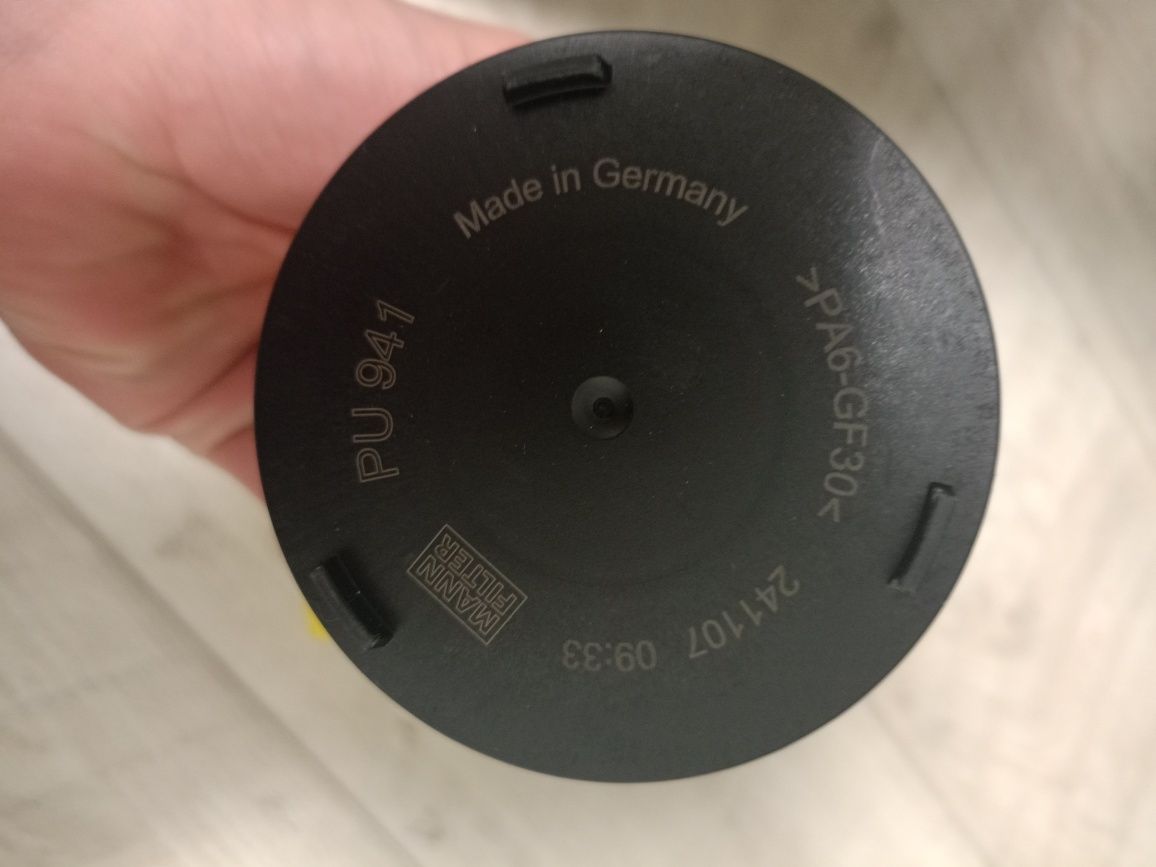 Made in Germany
>PA6-GF30<
241107 09:33
MANN
FILTER
PU 941